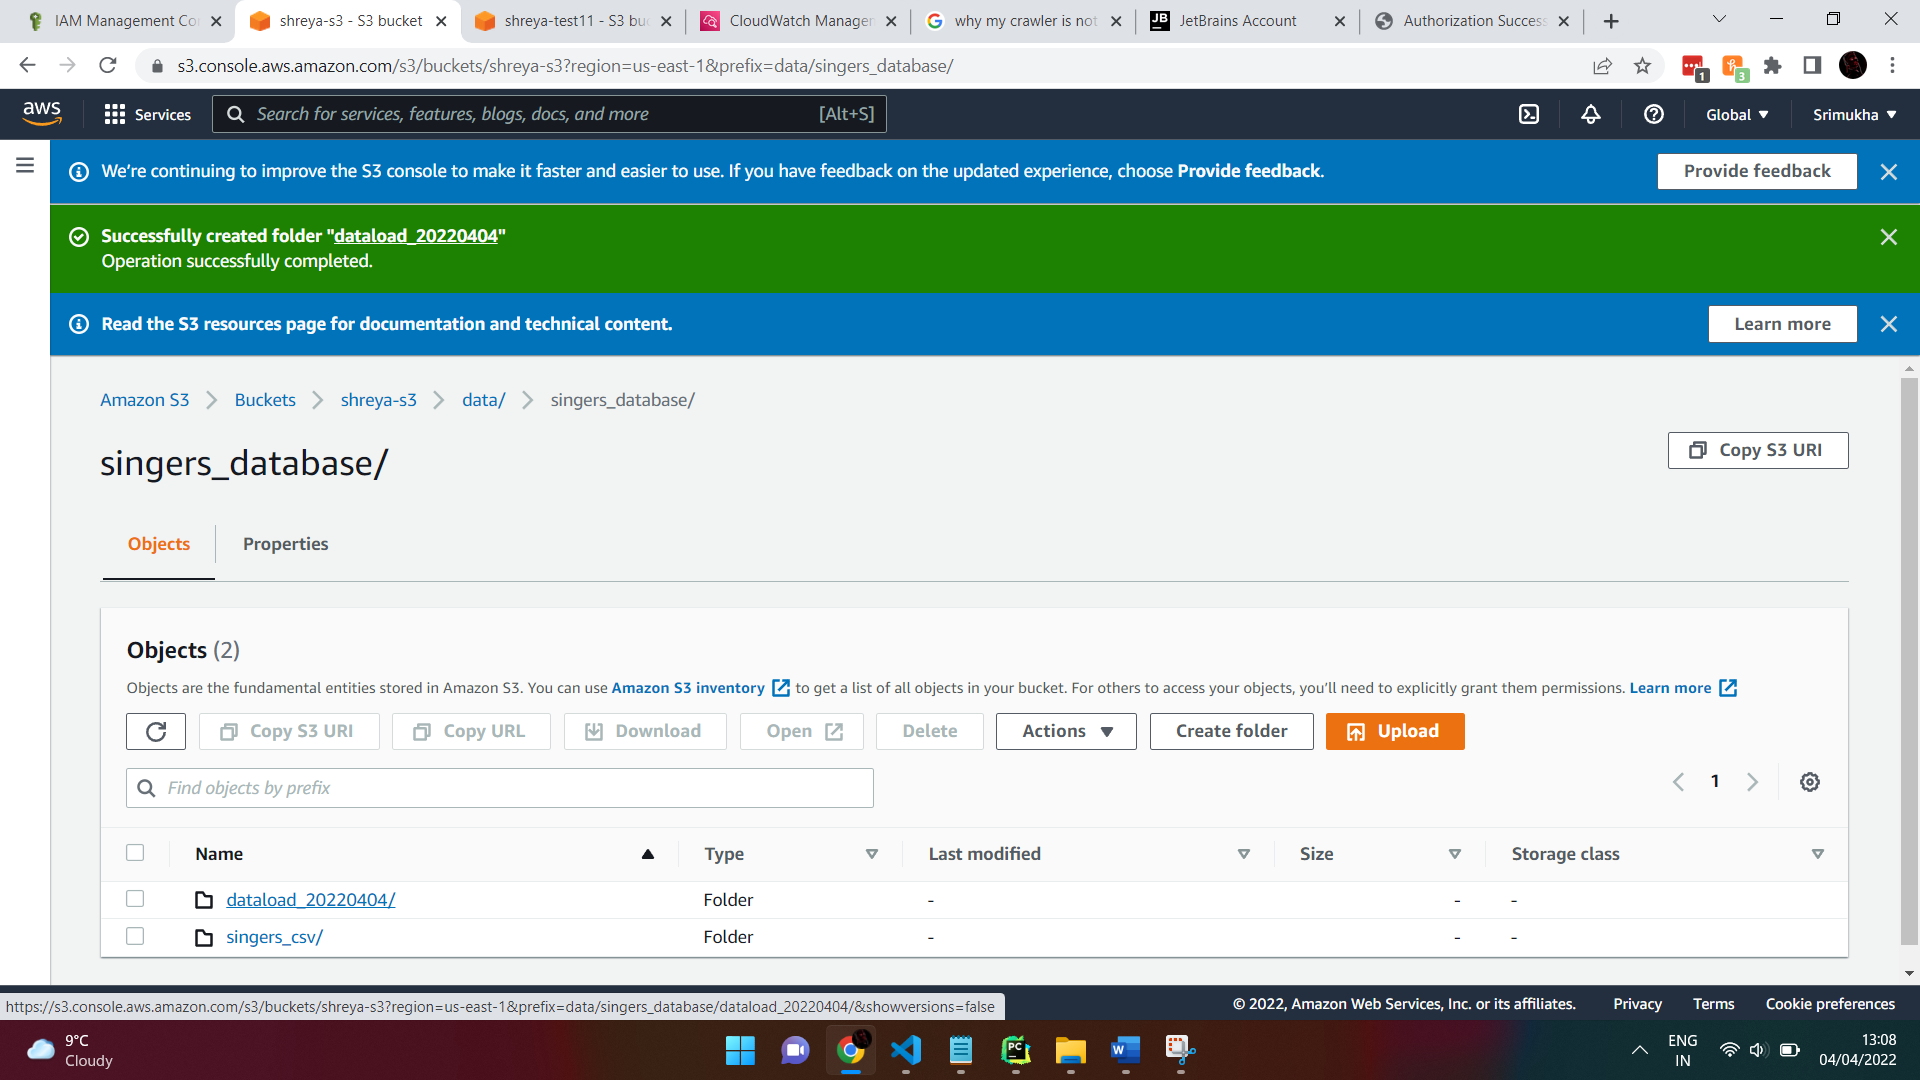 IAM Management Co
shreya-s3 - S3 bucket
shreya-test11 - S3 bu
CloudWatch Manager
why my crawler is not
JetBrains Account
Authorization Success
s3.console.aws.amazon.com/s3/buckets/shreya-s3?region=us-east-1&prefix=data/singers_database/
1
3
aws
Services
Search for services, features, blogs, docs, and more
[Alt+S]
Global
Srimukha
We're continuing to improve the S3 console to make it faster and easier to use. If you have feedback on the updated experience, choose Provide feedback.
Provide feedback
Successfully created folder "dataload_20220404"
Operation successfully completed.
Read the S3 resources page for documentation and technical content.
Learn more
Amazon S3
Buckets
shreya-s3
data/
singers_database/
singers_database/
Copy S3 URI
Objects
Properties
Objects (2)
Objects are the fundamental entities stored in Amazon S3. You can use Amazon S3 inventory to get a list of all objects in your bucket. For others to access your objects, you'll need to explicitly grant them permissions. Learn more
Copy S3 URI
Copy URL
Download
Open
Delete
Actions
Create folder
Upload
Find objects by prefix
1
Name
Type
Last modified
Size
Storage class
dataload_20220404/
Folder
-
-
-
singers_csv/
Folder
-
-
-
https://s3.console.aws.amazon.com/s3/buckets/shreya-s3?region=us-east-1&prefix=data/singers_database/dataload_20220404/&showversions=false
© 2022, Amazon Web Services, Inc. or its affiliates.
Privacy
Terms
Cookie preferences
9°C
Cloudy
ENG
IN
13:08
04/04/2022